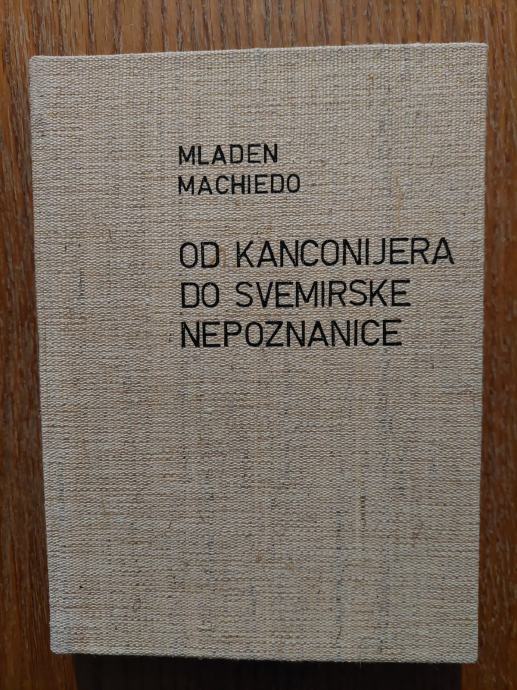 MLADEN
MACHIEDO
OD KANCONIJERA
DO SVEMIRSKE
NEPOZNANICE